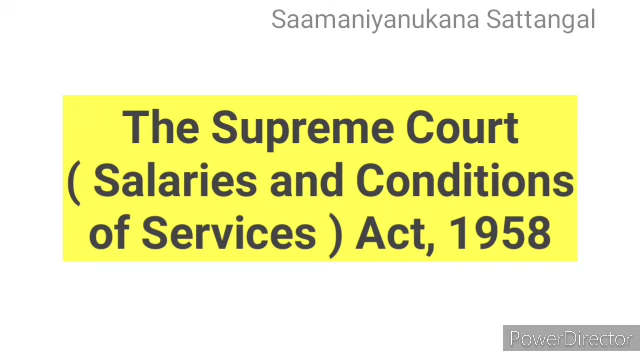 Saamaniyanukana Sattangal
The Supreme Court
( Salaries and Conditions
of Services ) Act, 1958
PowerDirector